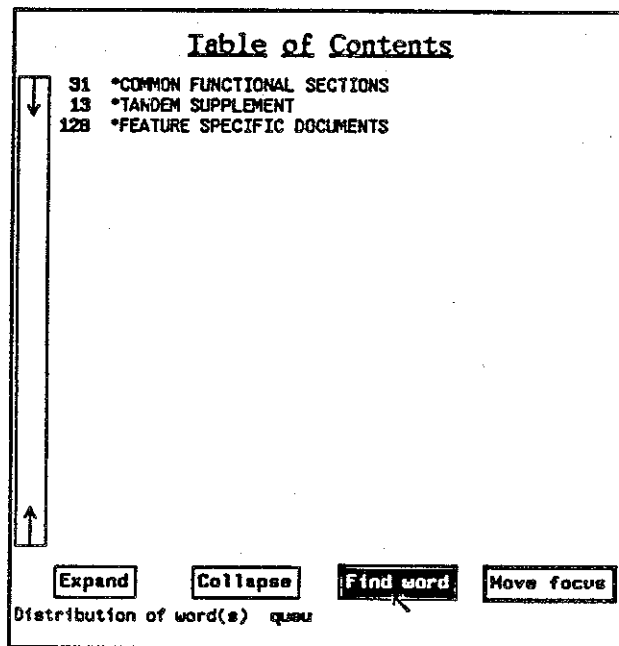 Table of Contents
91 *COMMON FUNCTIONAL SECTIONS
13 *TANDEM SUPPLEMENT
128 *FEATURE SPECIFIC DOCUMENTS
Expand Collapse Find word Move focus
Distribution of word(s) queu